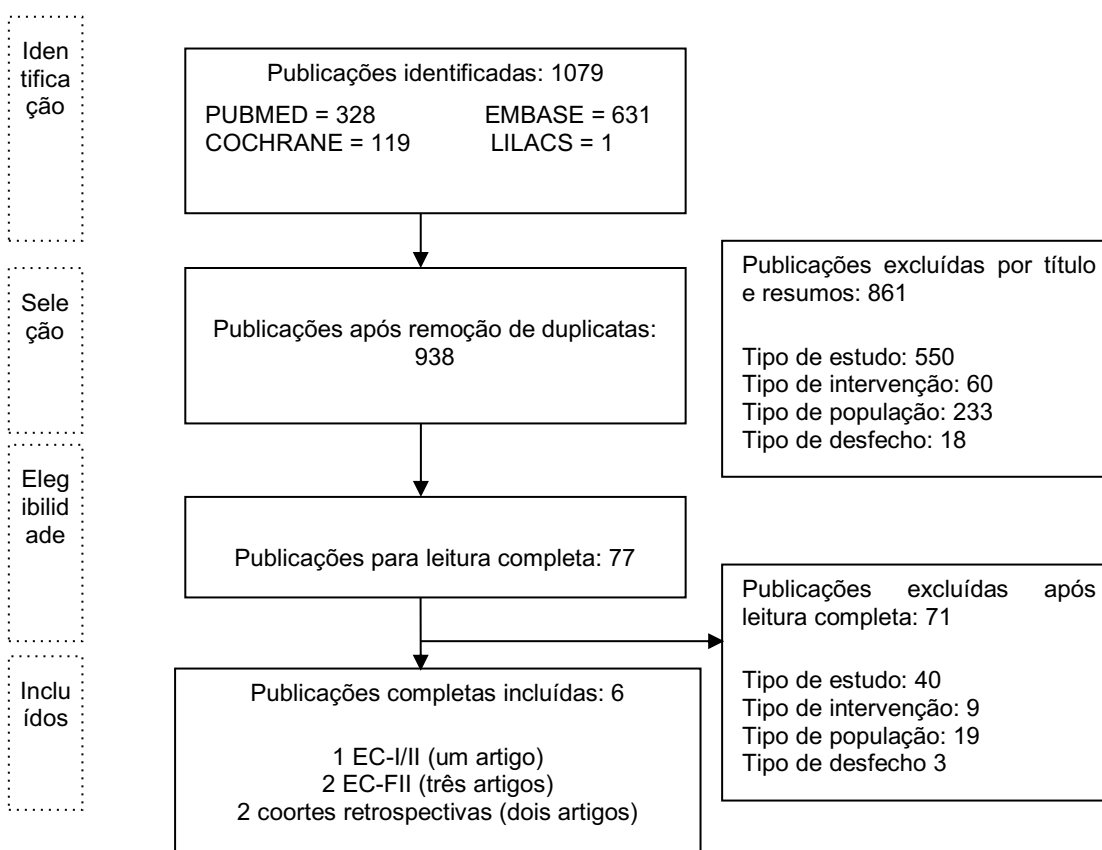 Iden
tifica
ção
Publicações identificadas: 1079
PUBMED = 328 EMBASE = 631
COCHRANE = 119 LILACS = 1
Sele
ção
Publicações após remoção de duplicatas:
938
Publicações excluídas por título
e resumos: 861
Tipo de estudo: 550
Tipo de intervenção: 60
Tipo de população: 233
Tipo de desfecho: 18
Eleg
ibilid
ade
Publicações para leitura completa: 77
Publicações excluídas após
leitura completa: 71
Tipo de estudo: 40
Tipo de intervenção: 9
Tipo de população: 19
Tipo de desfecho 3
Inclu
ídos
Publicações completas incluídas: 6
1 EC-I/II (um artigo)
2 EC-FII (três artigos)
2 coortes retrospectivas (dois artigos)